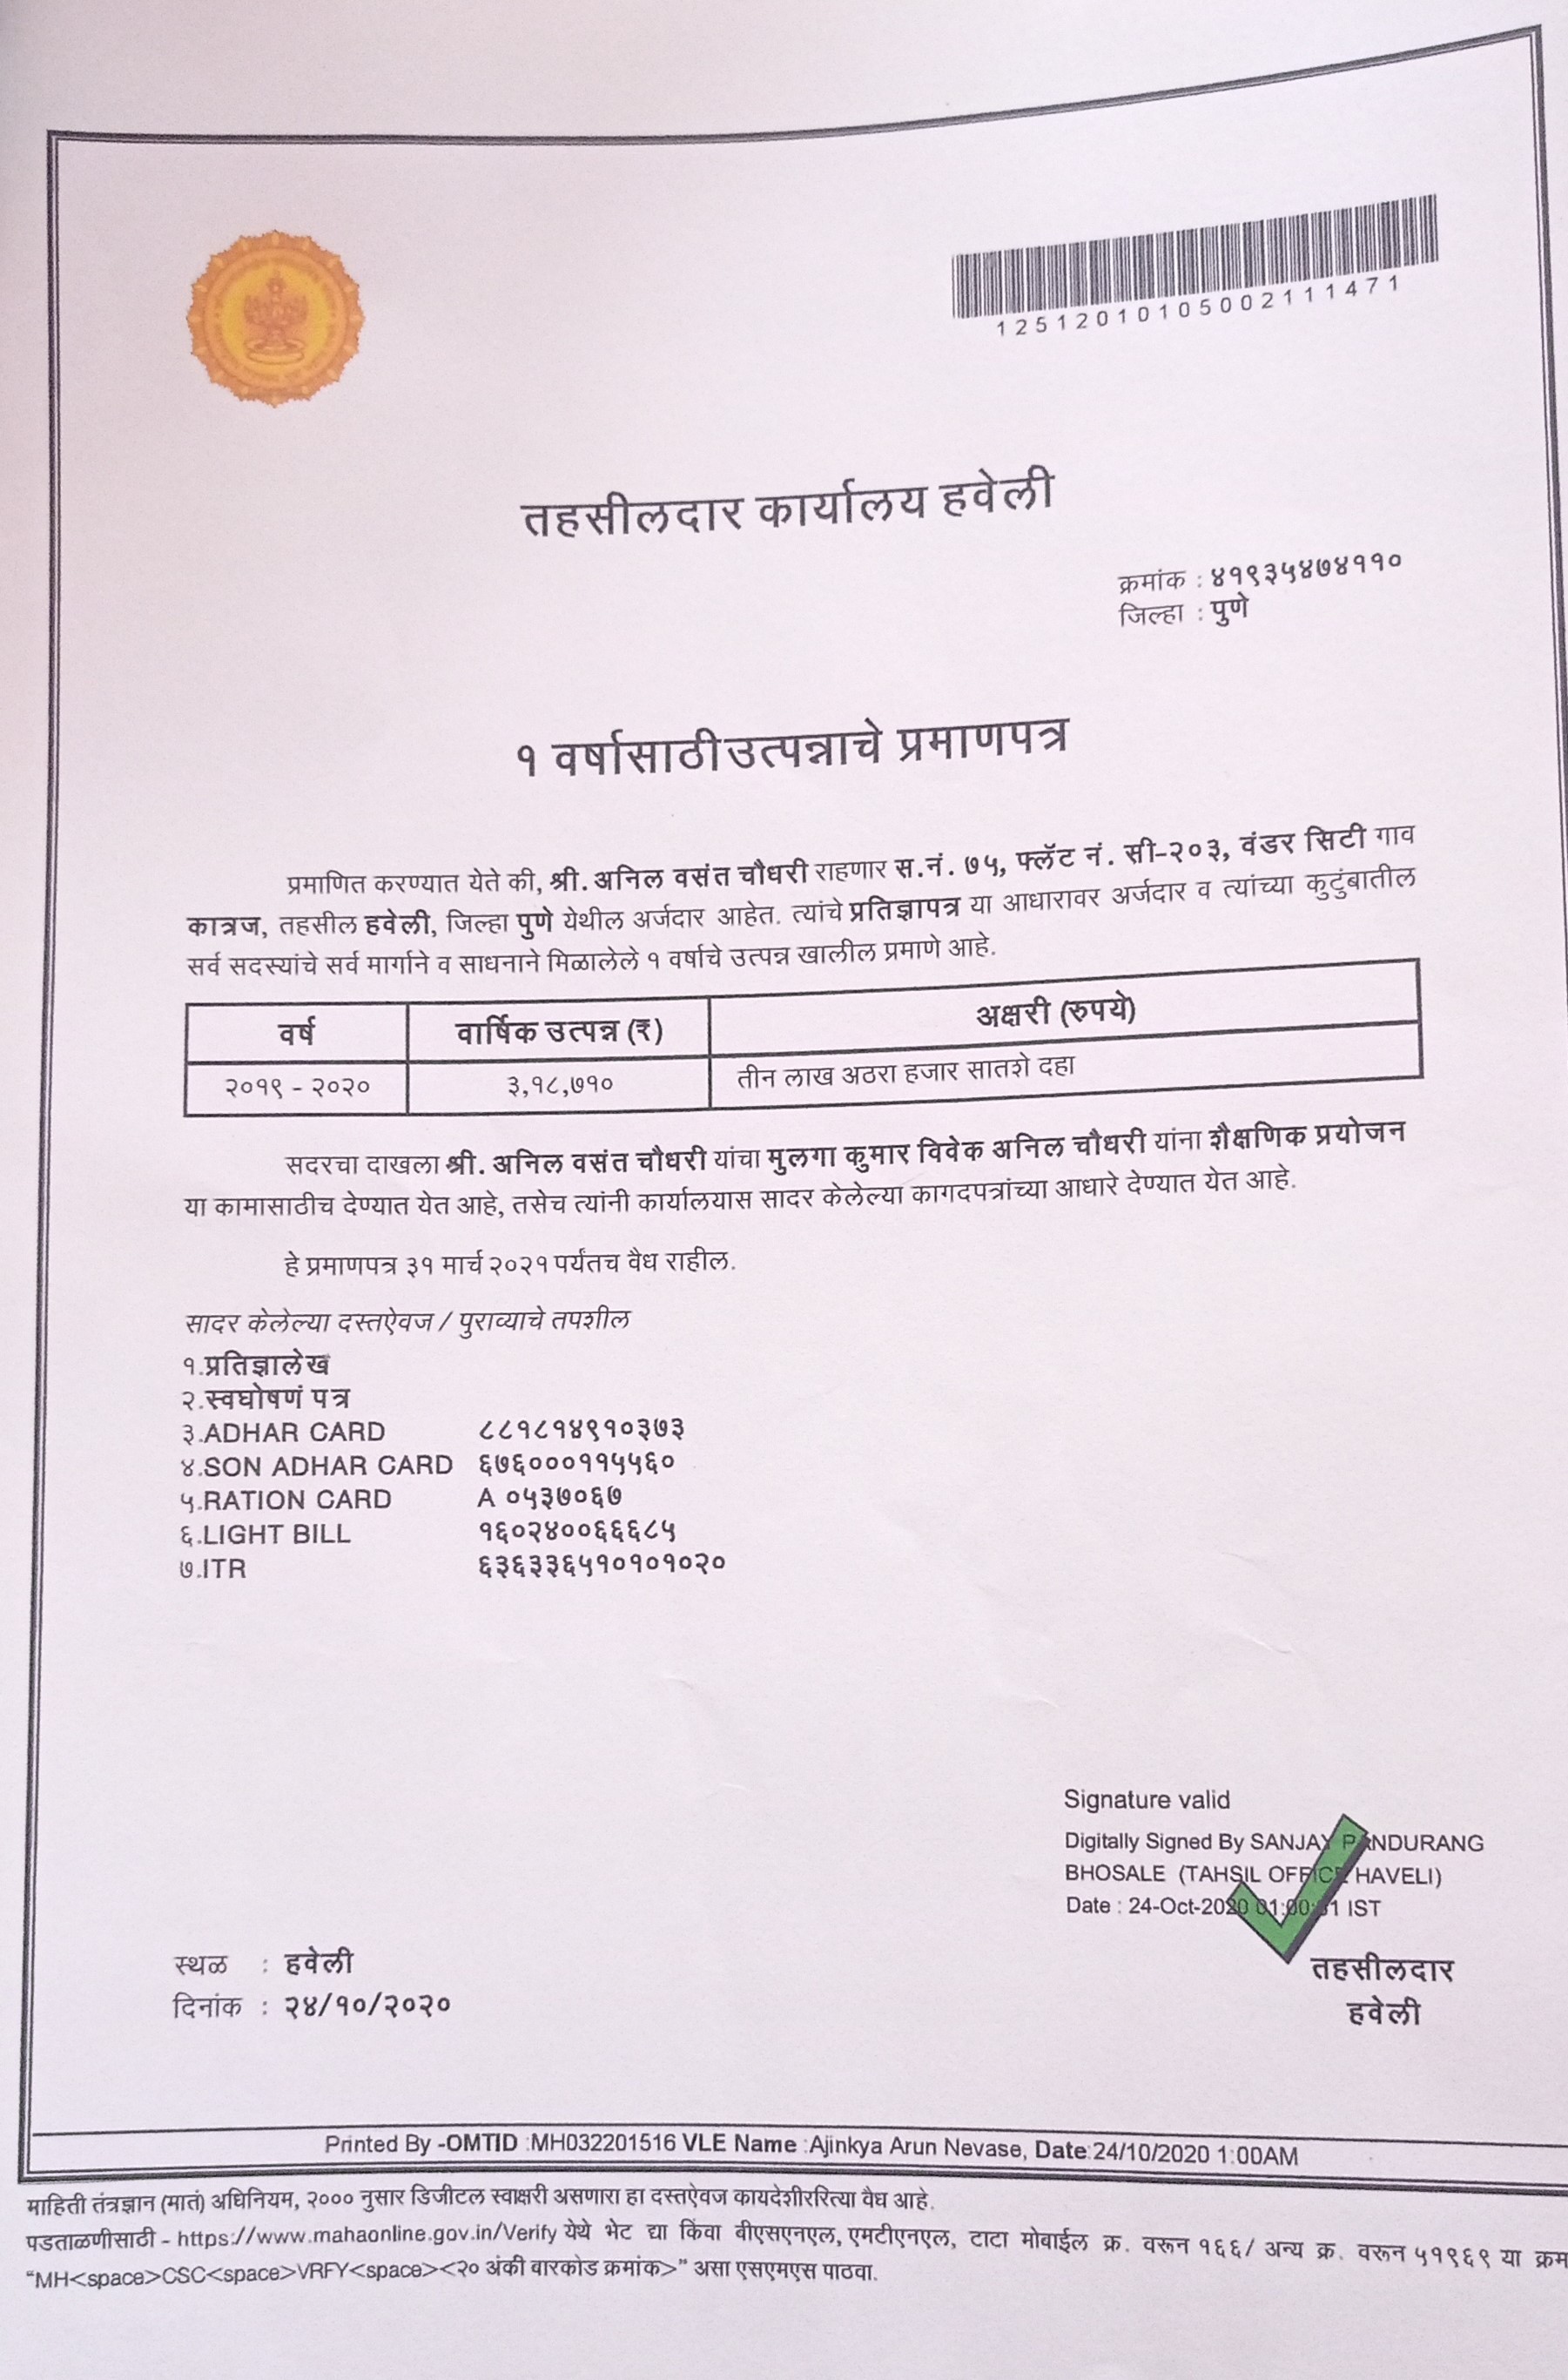 12512010105002111471
तहसीलदार कार्यालय हवेली
क्रमांक : ४१९३५४७४११०
जिल्हा : पुणे
१ वर्षासाठी उत्पन्नाचे प्रमाणपत्र
प्रमाणित करण्यात येते की, श्री. अनिल वसंत चौधरी राहणार स.नं. ७५, फ्लॅट नं. सी-२०३, वंडर सिटी गाव
कात्रज, तहसील हवेली, जिल्हा पुणे येथील अर्जदार आहेत. त्यांचे प्रतिज्ञापत्र या आधारावर अर्जदार व त्यांच्या कुटुंबातील
सर्व सदस्यांचे सर्व मार्गाने व साधनाने मिळालेले १ वर्षाचे उत्पन्न खालील प्रमाणे आहे.
वर्ष वार्षिक उत्पन्न (₹) अक्षरी (रुपये)
२०१९ - २०२० ३,१८,७१० तीन लाख अठरा हजार सातशे दहा
सदरचा दाखला श्री. अनिल वसंत चौधरी यांचा मुलगा कुमार विवेक अनिल चौधरी यांना शैक्षणिक प्रयोजन
या कामासाठीच देण्यात येत आहे, तसेच त्यांनी कार्यालयास सादर केलेल्या कागदपत्रांच्या आधारे देण्यात येत आहे.
हे प्रमाणपत्र ३१ मार्च २०२१ पर्यंतच वैध राहील.
सादर केलेल्या दस्तऐवज / पुराव्याचे तपशील
१.प्रतिज्ञालेख
२.स्वघोषणं पत्र
३.ADHAR CARD ८८१८१४९१०३७३
४.SON ADHAR CARD ६७६०००११५५६०
५.RATION CARD A ०५३७०६७
६.LIGHT BILL १६०२४००६६६८५
७.ITR ६३६३३६५१०१०१०२०
Signature valid
Digitally Signed By SANJAY PANDURANG
BHOSALE (TAHSIL OFFICE HAVELI)
Date : 24-Oct-2020 01:00:31 IST
तहसीलदार
हवेली
स्थळ : हवेली
दिनांक : २४/१०/२०२०
Printed By -OMTID :MH032201516 VLE Name :Ajinkya Arun Nevase, Date:24/10/2020 1:00AM
माहिती तंत्रज्ञान (मातं) अधिनियम, २००० नुसार डिजीटल स्वाक्षरी असणारा हा दस्तऐवज कायदेशीररित्या वैध आहे.
पडताळणीसाठी - https://www.mahaonline.gov.in/Verify येथे भेट द्या किंवा बीएसएनएल, एमटीएनएल, टाटा मोबाईल क्र. वरून १६६/ अन्य क्र. वरून ५१९६९ या क्रम
“MH<space>CSC<space>VRFY<space><२० अंकी बारकोड क्रमांक>” असा एसएमएस पाठवा.